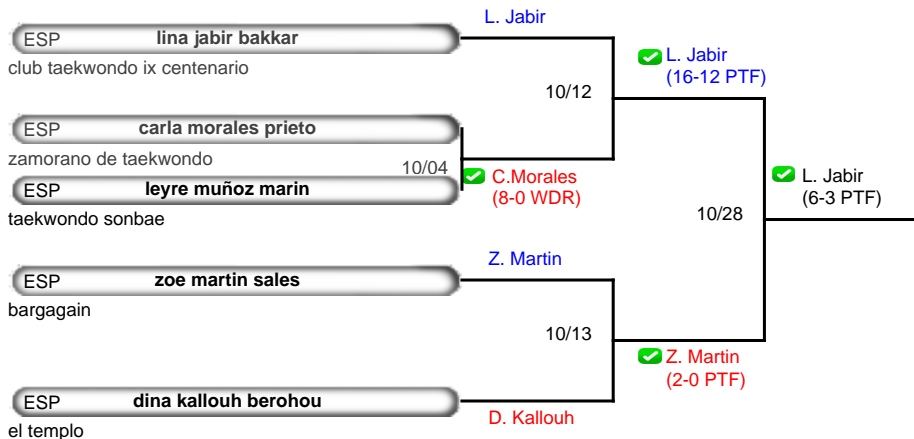 L. Jabir
ESP lina jabir bakkar
club taekwondo ix centenario
L. Jabir
(16-12 PTF)
10/12
ESP carla morales prieto
zamorano de taekwondo
10/04
C.Morales
(8-0 WDR)
ESP leyre muñoz marin
taekwondo sonbae
L. Jabir
(6-3 PTF)
10/28
Z. Martin
ESP zoe martin sales
bargagain
10/13
Z. Martin
(2-0 PTF)
ESP dina kallouh berohou
D. Kallouh
el templo